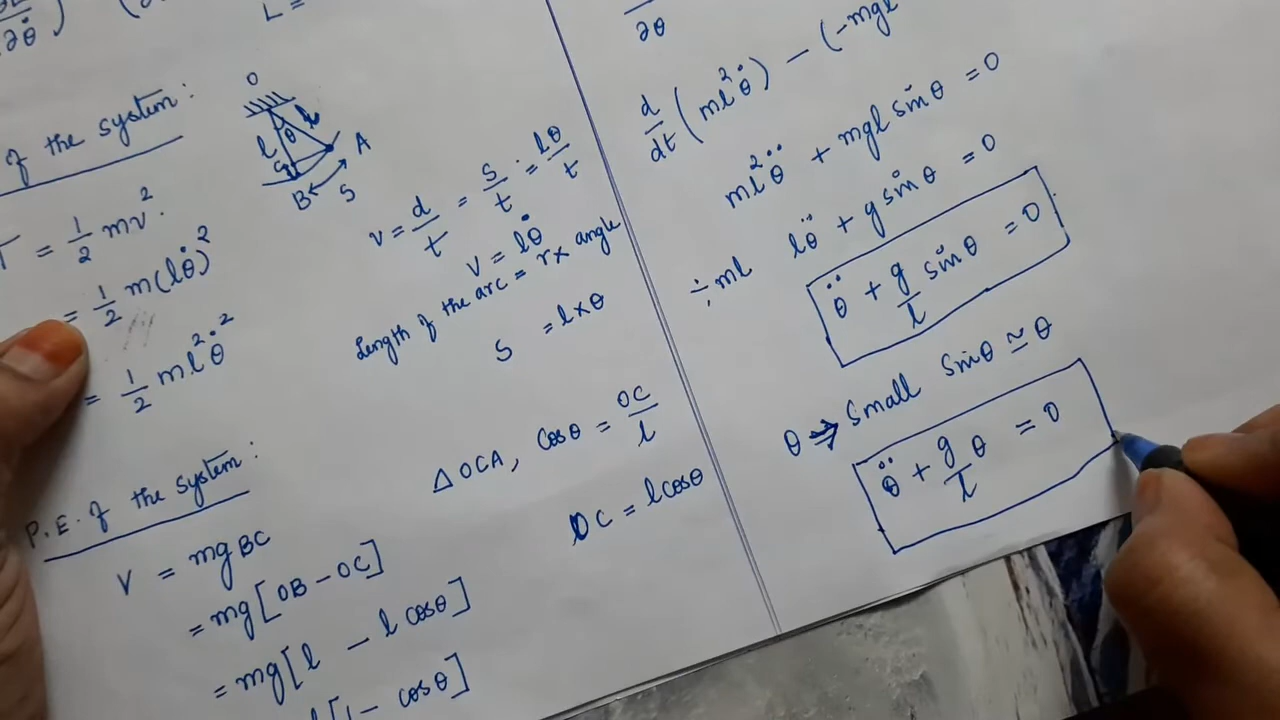 ∂θ̇
L =
of the system:
O
l θ l
C
A
B S
T = 1/2 mv².
= 1/2 m(lθ̇)²
= 1/2 ml²θ̇²
v = d/t = s/t = lθ/t
v = lθ̇
Length of the arc = r× angle
S = l×θ
△OCA, Cosθ = OC/l
OC = lcosθ
P.E. of the system:
V = mg BC
= mg[OB – OC]
= mg[l – l cosθ]
[1 – cosθ]
∂θ
d/dt (ml²θ̇) – (-mgl
ml²θ̈ + mgl sinθ = 0
÷ml lθ̈ + g sinθ = 0
θ̈ + g/l sinθ = 0
θ ⇒ Small Sinθ ≃ θ
θ̈ + g/l θ = 0